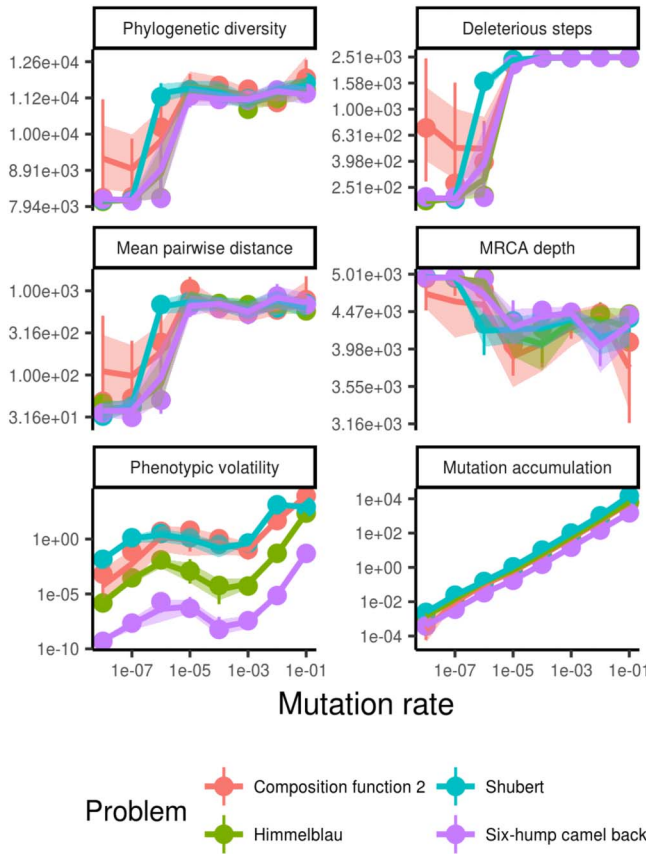 Phylogenetic diversity
Deleterious steps
1.26e+04
1.12e+04
1.00e+04
8.91e+03
7.94e+03
2.51e+03
1.58e+03
1.00e+03
6.31e+02
3.98e+02
2.51e+02
Mean pairwise distance
MRCA depth
1.00e+03
3.16e+02
1.00e+02
3.16e+01
5.01e+03
4.47e+03
3.98e+03
3.55e+03
3.16e+03
Phenotypic volatility
Mutation accumulation
1e+00
1e-05
1e-10
1e+04
1e+02
1e+00
1e-02
1e-04
1e-07 1e-05 1e-03 1e-01
1e-07 1e-05 1e-03 1e-01
Mutation rate
Problem
Composition function 2
Shubert
Himmelblau
Six-hump camel back